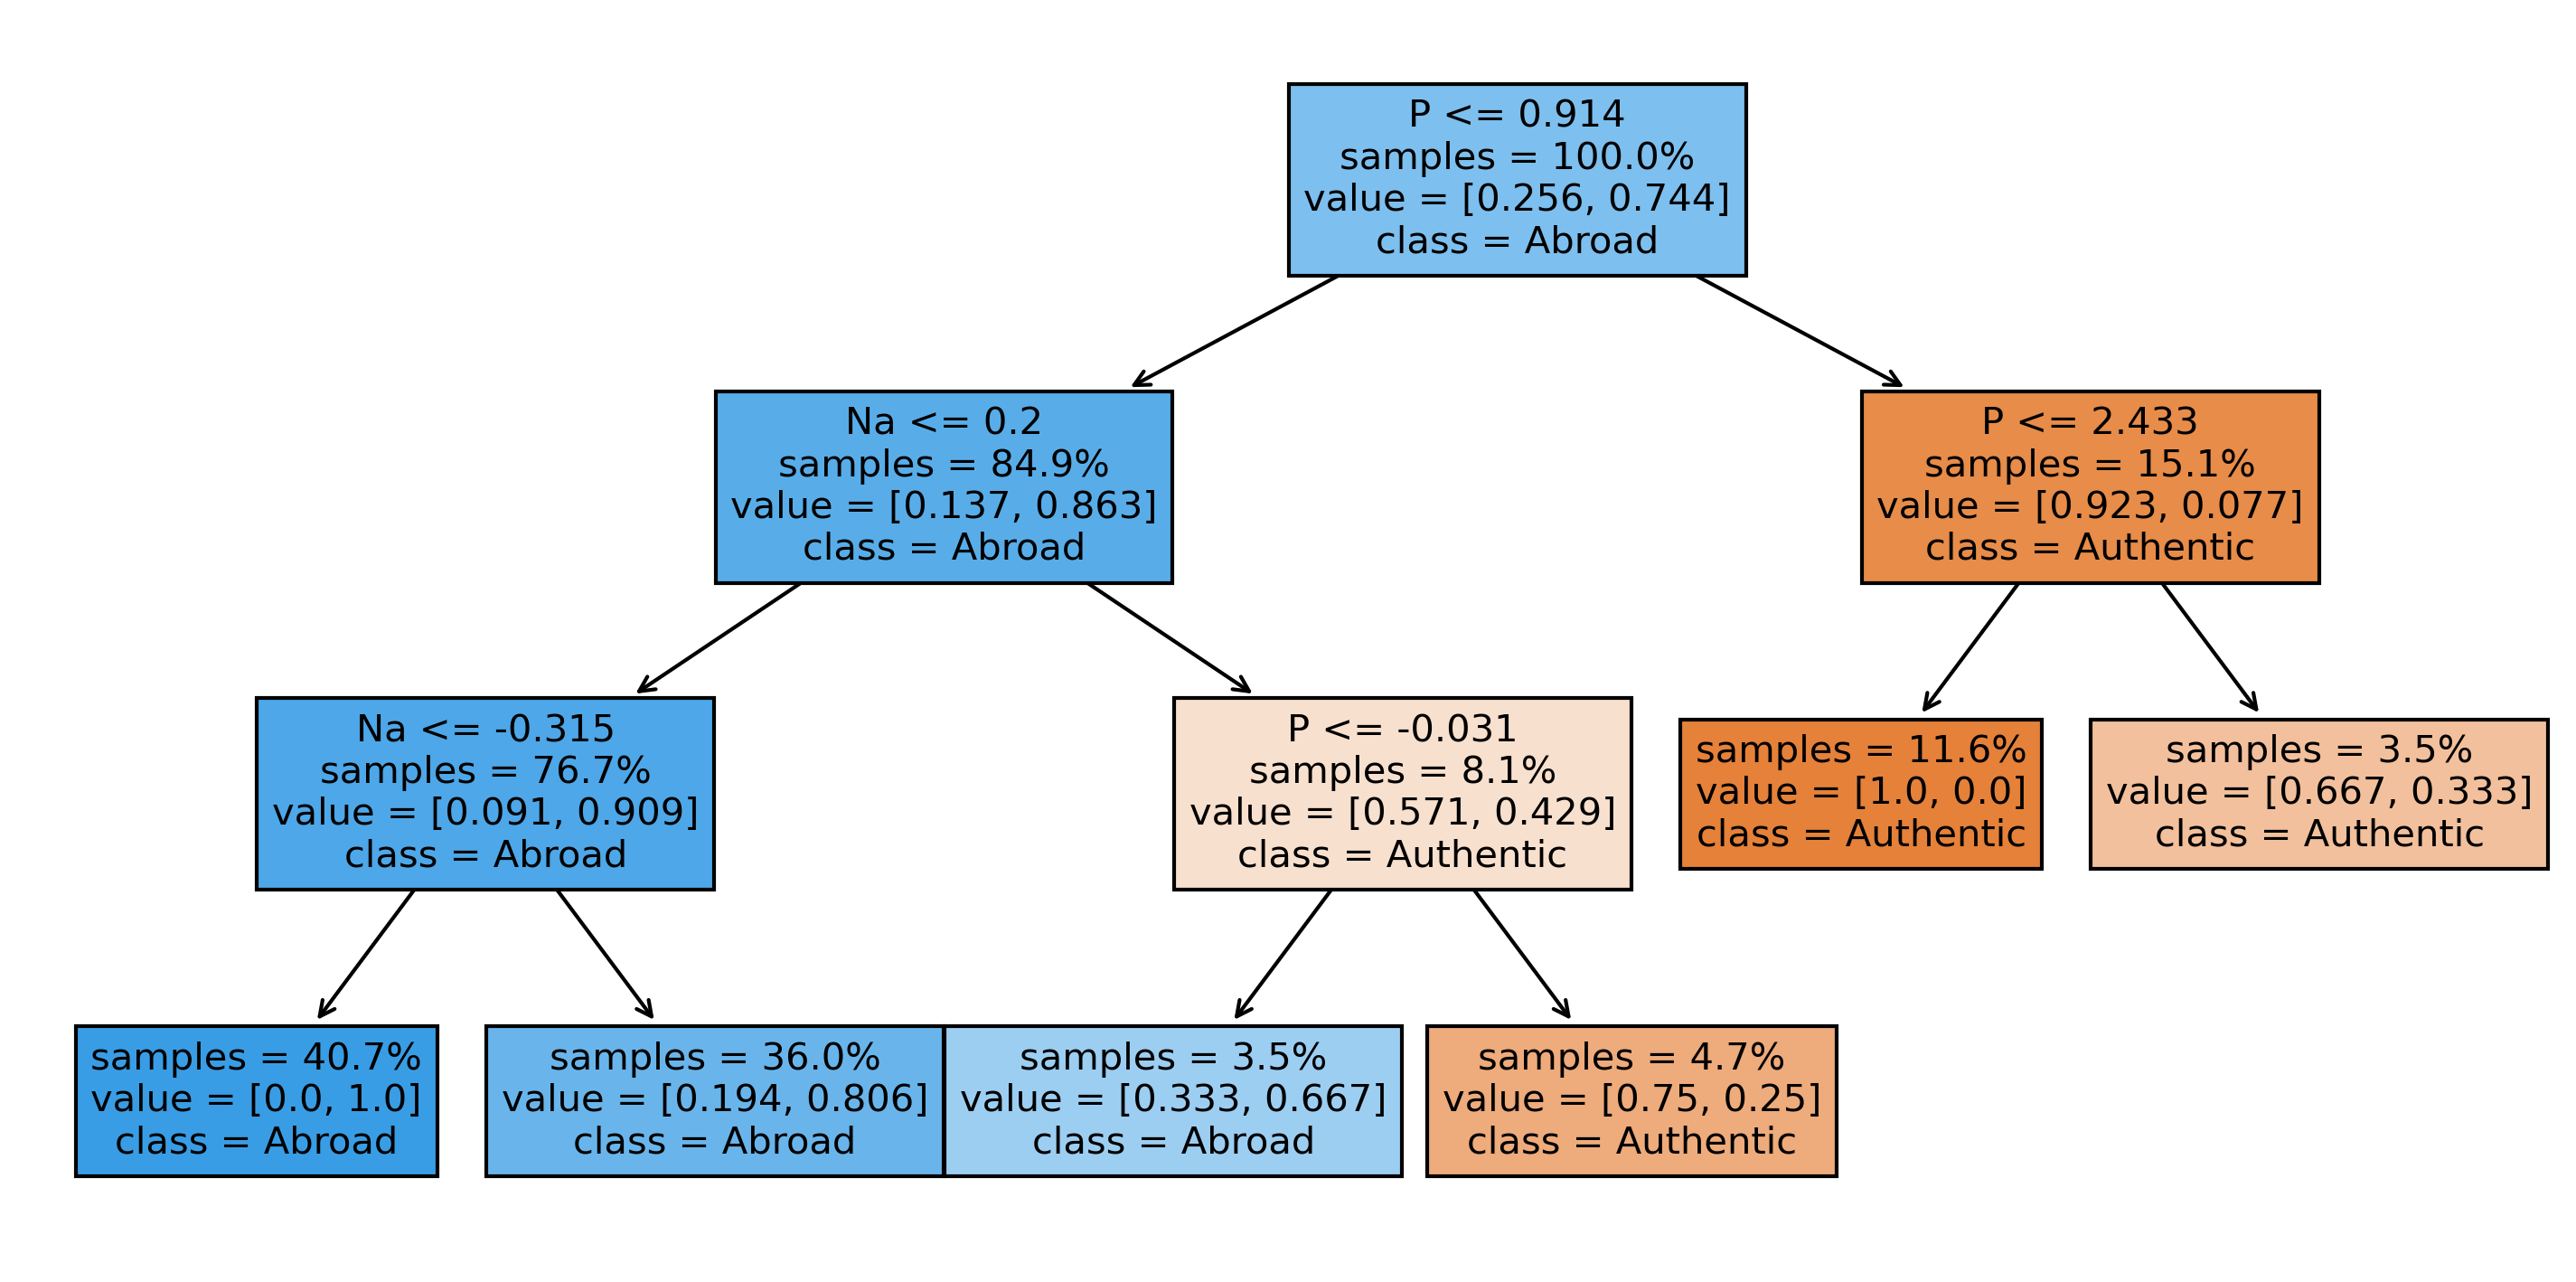 P <= 0.914
samples = 100.0%
value = [0.256, 0.744]
class = Abroad
Na <= 0.2
samples = 84.9%
value = [0.137, 0.863]
class = Abroad
P <= 2.433
samples = 15.1%
value = [0.923, 0.077]
class = Authentic
Na <= -0.315
samples = 76.7%
value = [0.091, 0.909]
class = Abroad
P <= -0.031
samples = 8.1%
value = [0.571, 0.429]
class = Authentic
samples = 11.6%
value = [1.0, 0.0]
class = Authentic
samples = 3.5%
value = [0.667, 0.333]
class = Authentic
samples = 40.7%
value = [0.0, 1.0]
class = Abroad
samples = 36.0%
value = [0.194, 0.806]
class = Abroad
samples = 3.5%
value = [0.333, 0.667]
class = Abroad
samples = 4.7%
value = [0.75, 0.25]
class = Authentic